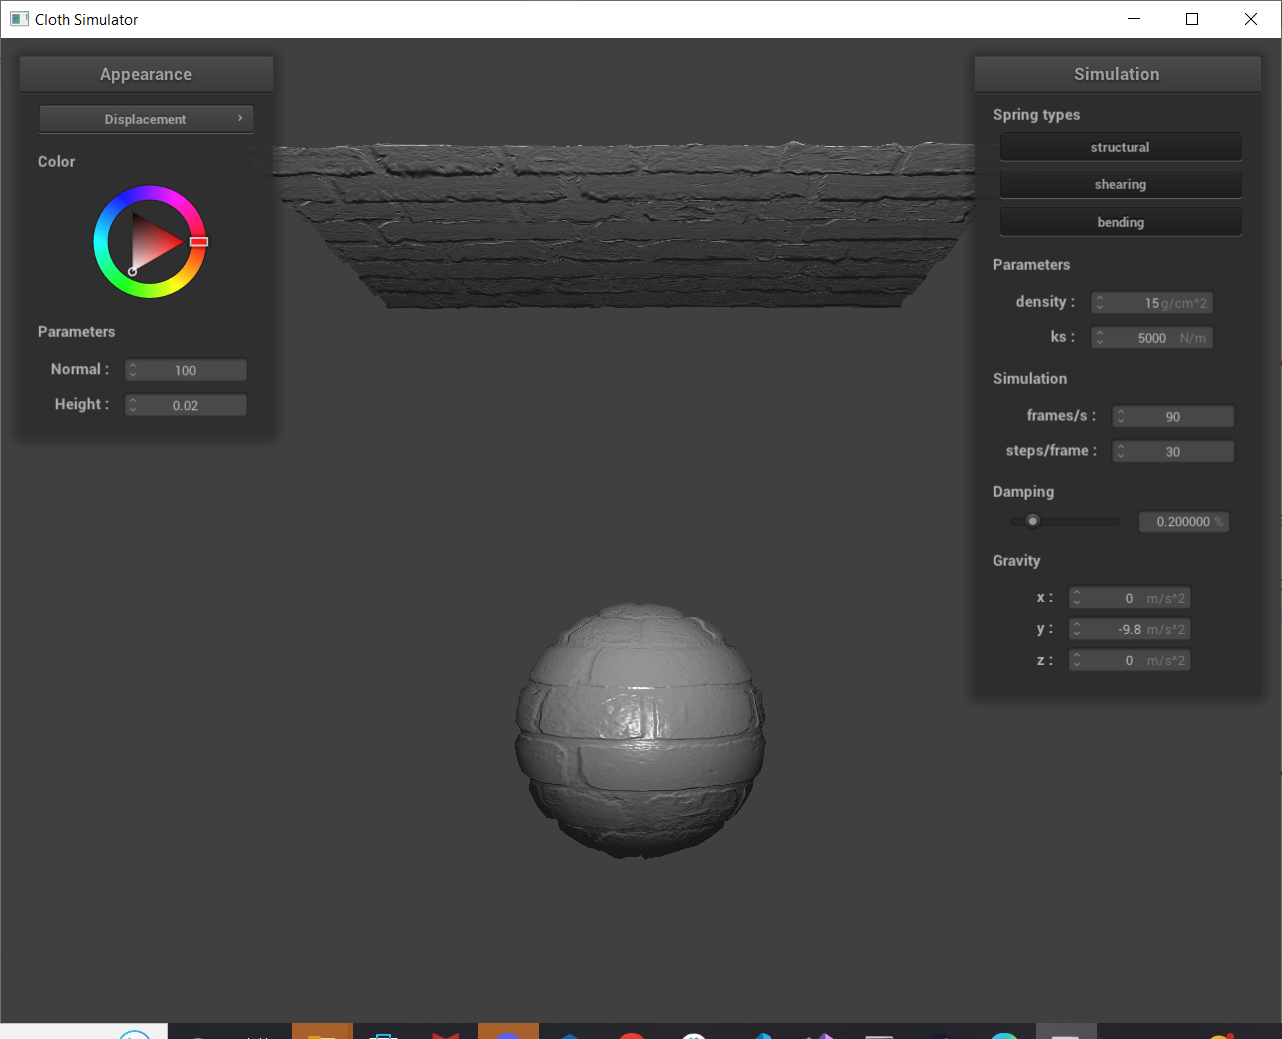 Cloth Simulator
Appearance
Displacement
Color
Parameters
Normal : 100
Height : 0.02
Simulation
Spring types
structural
shearing
bending
Parameters
density : 15 g/cm^2
ks : 5000 N/m
Simulation
frames/s : 90
steps/frame : 30
Damping
0.200000 %
Gravity
x : 0 m/s^2
y : -9.8 m/s^2
z : 0 m/s^2